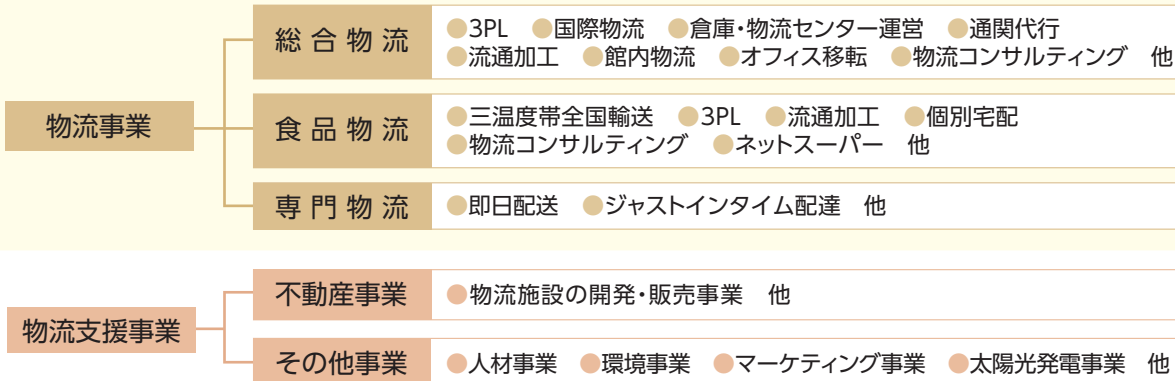 物流事業
総合物流
●3PL ●国際物流 ●倉庫・物流センター運営 ●通関代行
●流通加工 ●館内物流 ●オフィス移転 ●物流コンサルティング 他
食品物流
●三温度帯全国輸送 ●3PL ●流通加工 ●個別宅配
●物流コンサルティング ●ネットスーパー 他
専門物流
●即日配送 ●ジャストインタイム配達 他
物流支援事業
不動産事業
●物流施設の開発・販売事業 他
その他事業
●人材事業 ●環境事業 ●マーケティング事業 ●太陽光発電事業 他